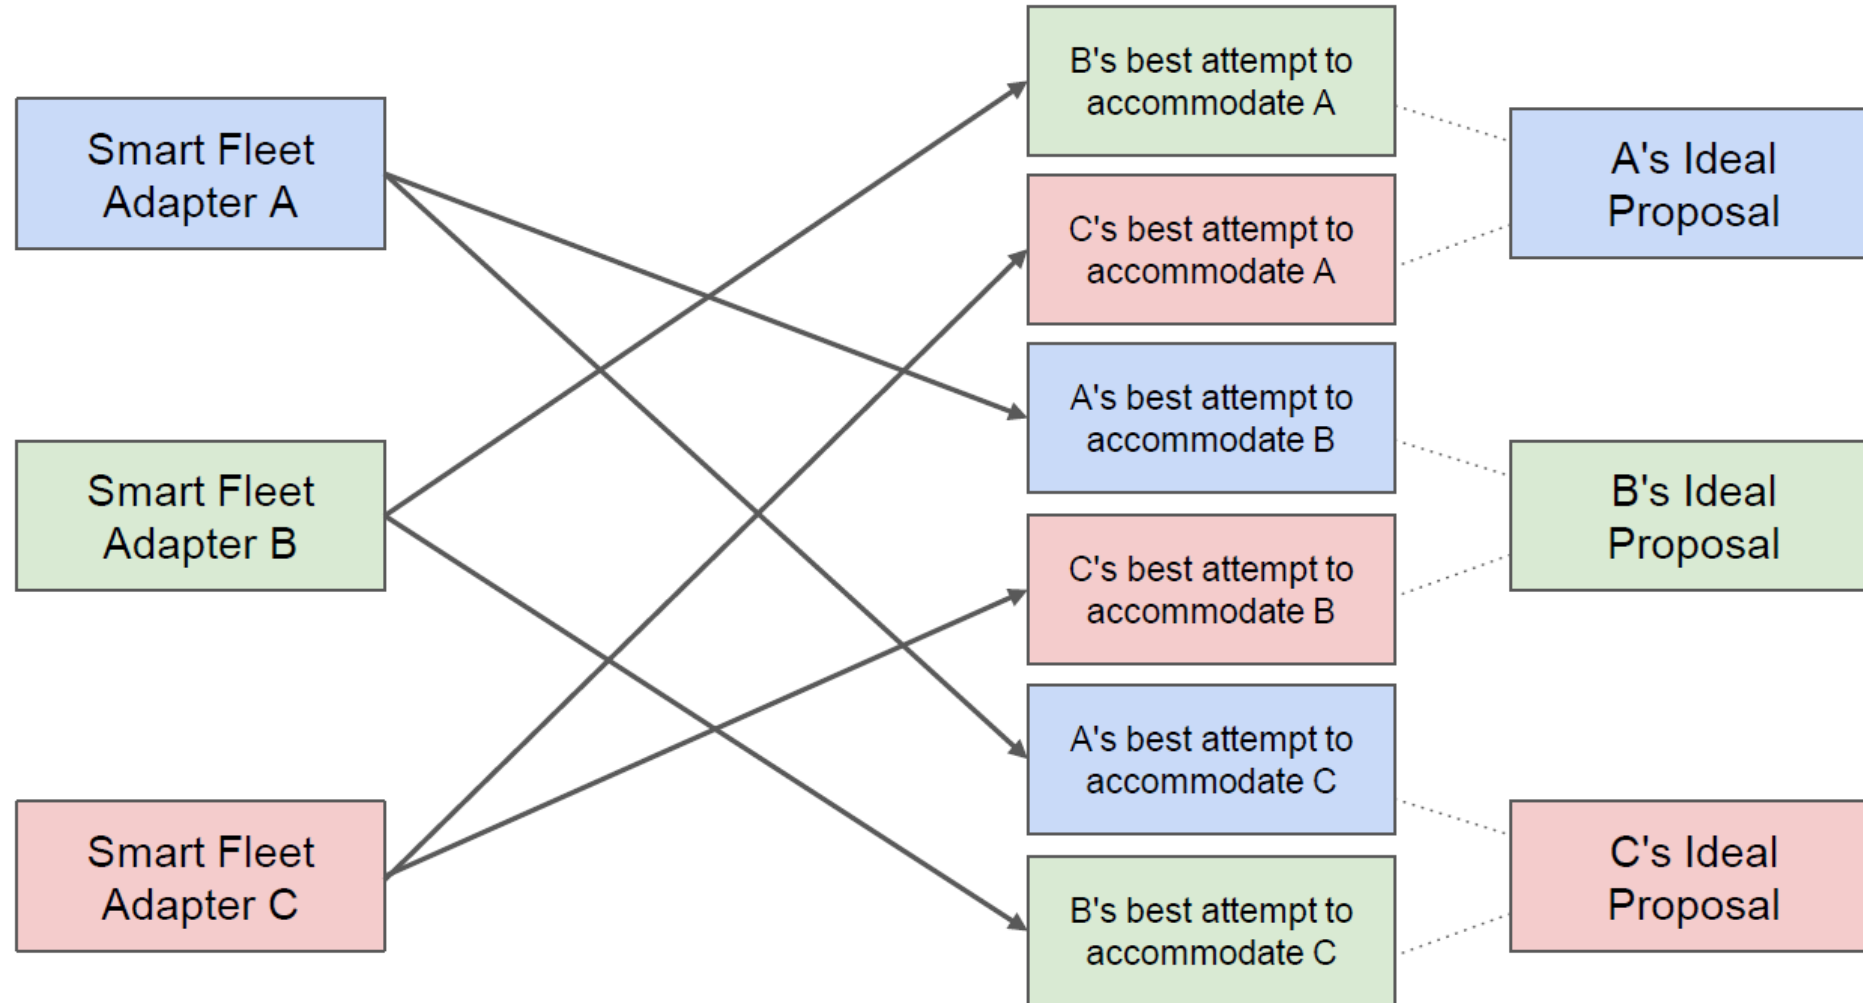 Smart Fleet
Adapter A
Smart Fleet
Adapter B
Smart Fleet
Adapter C
B's best attempt to
accommodate A
C's best attempt to
accommodate A
A's best attempt to
accommodate B
C's best attempt to
accommodate B
A's best attempt to
accommodate C
B's best attempt to
accommodate C
A's Ideal
Proposal
B's Ideal
Proposal
C's Ideal
Proposal